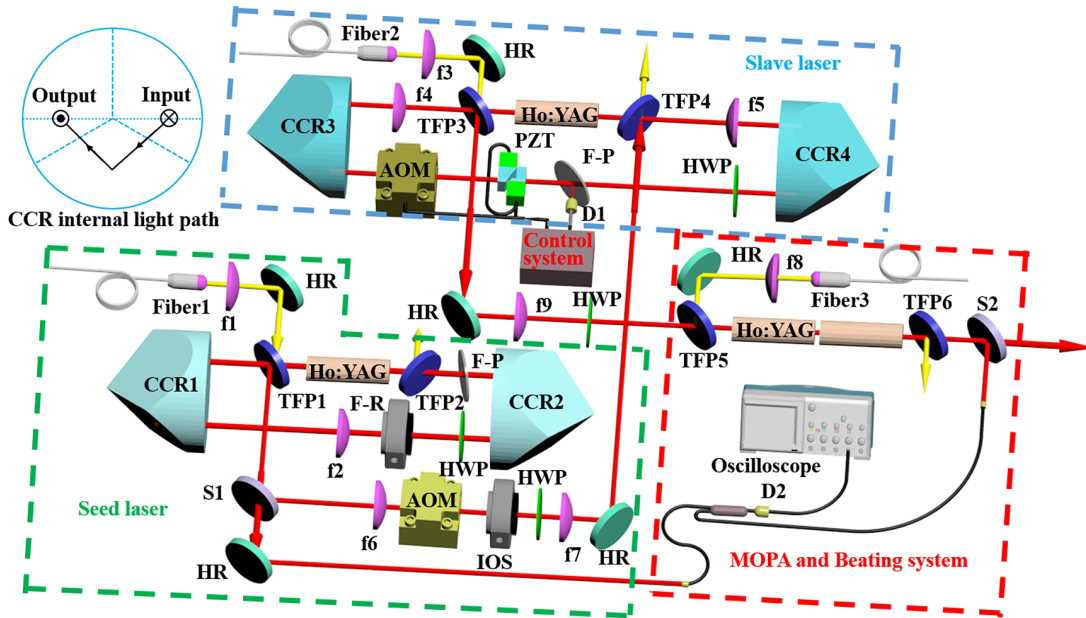 Fiber2
HR
Slave laser
f3
f4
TFP3
Ho:YAG
TFP4
f5
CCR3
CCR4
PZT
F-P
HWP
AOM
D1
Control
system
Output
Input
CCR internal light path
Fiber1
HR
f1
HR
f9
HWP
HR
f8
Fiber3
TFP6
S2
TFP5
Ho:YAG
CCR1
TFP1
Ho:YAG
TFP2
F-P
CCR2
F-R
f2
HWP
HWP
Oscilloscope
D2
S1
Seed laser
AOM
f6
IOS
f7
HR
HR
MOPA and Beating system